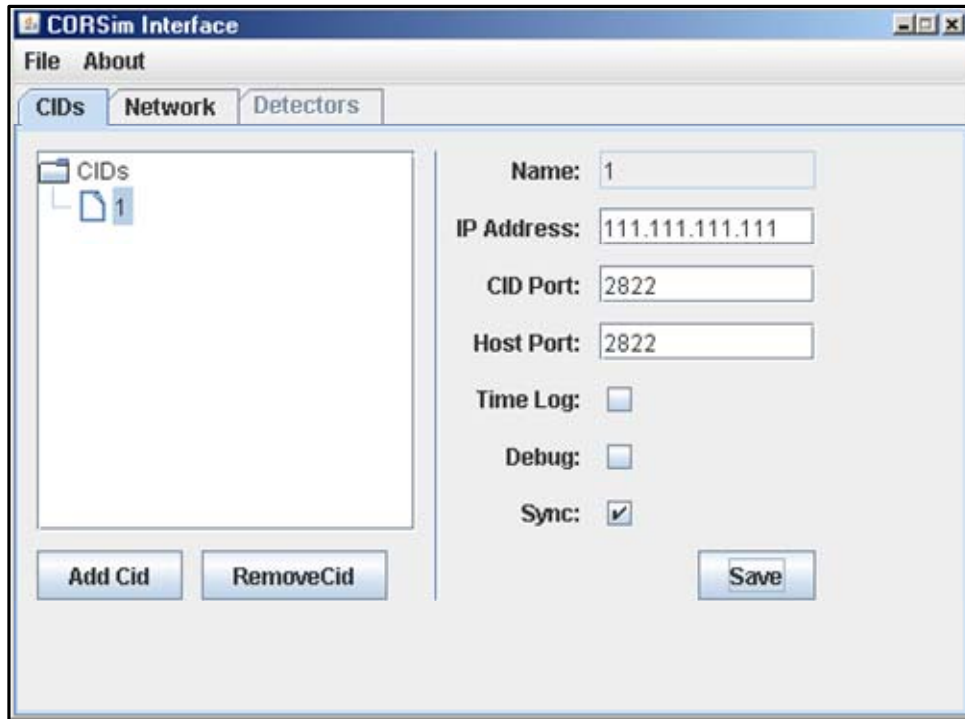 CORSim Interface
File About
CIDs Network Detectors
CIDs
1
Name: 1
IP Address: 111.111.111.111
CID Port: 2822
Host Port: 2822
Time Log:
Debug:
Sync:
Add Cid RemoveCid Save